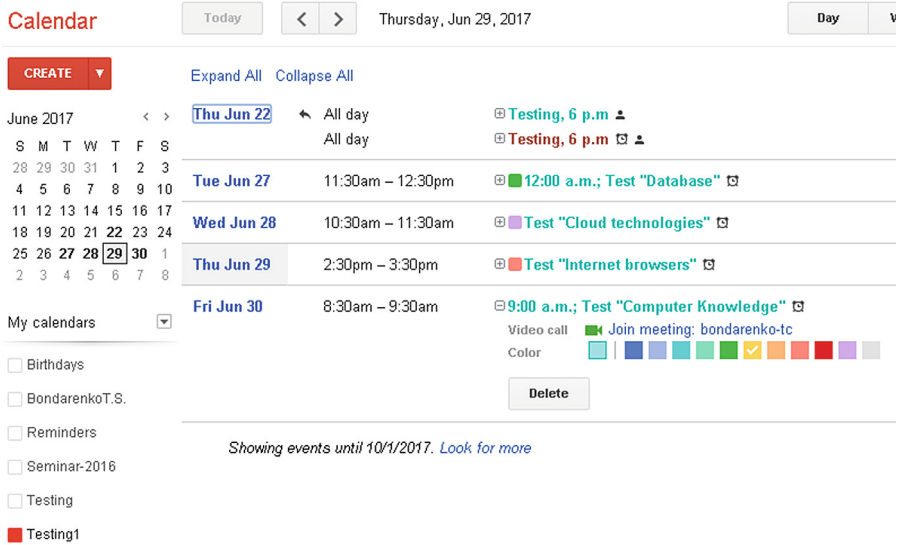 Calendar
Today
Thursday, Jun 29, 2017
Day
CREATE
Expand All Collapse All
June 2017
S M T W T F S
28 29 30 31 1 2 3
4 5 6 7 8 9 10
11 12 13 14 15 16 17
18 19 20 21 22 23 24
25 26 27 28 29 30 1
2 3 4 5 6 7 8
My calendars
Birthdays
BondarenkoT.S.
Reminders
Seminar-2016
Testing
Testing1
Thu Jun 22 All day Testing, 6 p.m
All day Testing, 6 p.m
Tue Jun 27 11:30am – 12:30pm 12:00 a.m.; Test "Database"
Wed Jun 28 10:30am – 11:30am Test "Cloud technologies"
Thu Jun 29 2:30pm – 3:30pm Test "Internet browsers"
Fri Jun 30 8:30am – 9:30am 9:00 a.m.; Test "Computer Knowledge"
Video call Join meeting: bondarenko-tc
Color
Delete
Showing events until 10/1/2017. Look for more